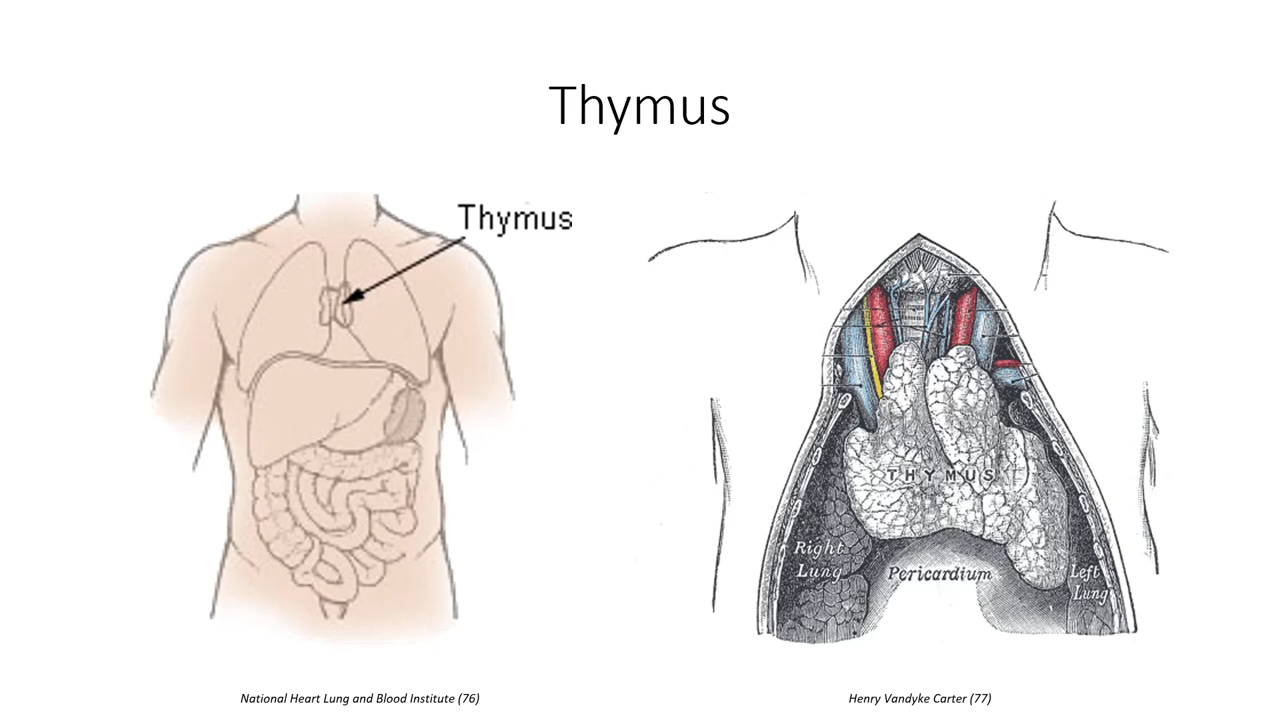 Thymus
Thymus
THYMUS
Right
Lung
Pericardium
Left
Lung
National Heart Lung and Blood Institute (76)
Henry Vandyke Carter (77)